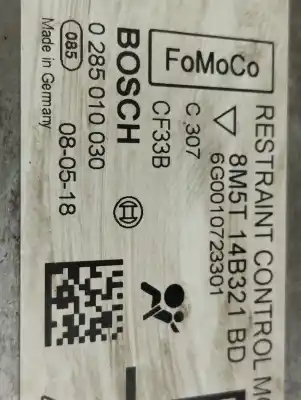 RESTRAINT CONTROL
8M5T 14B321 BD
6G0010723301
FoMoCo
C 307
CF33B
BOSCH
0 285 010 030
085
08-05-18
Made in Germany